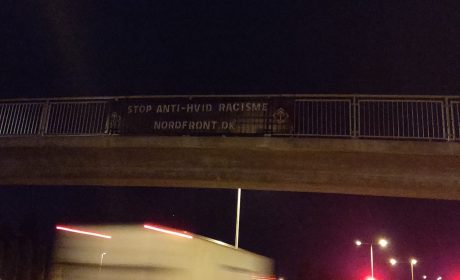 STOP ANTI-HVID RACISME
NORDFRONT.DK